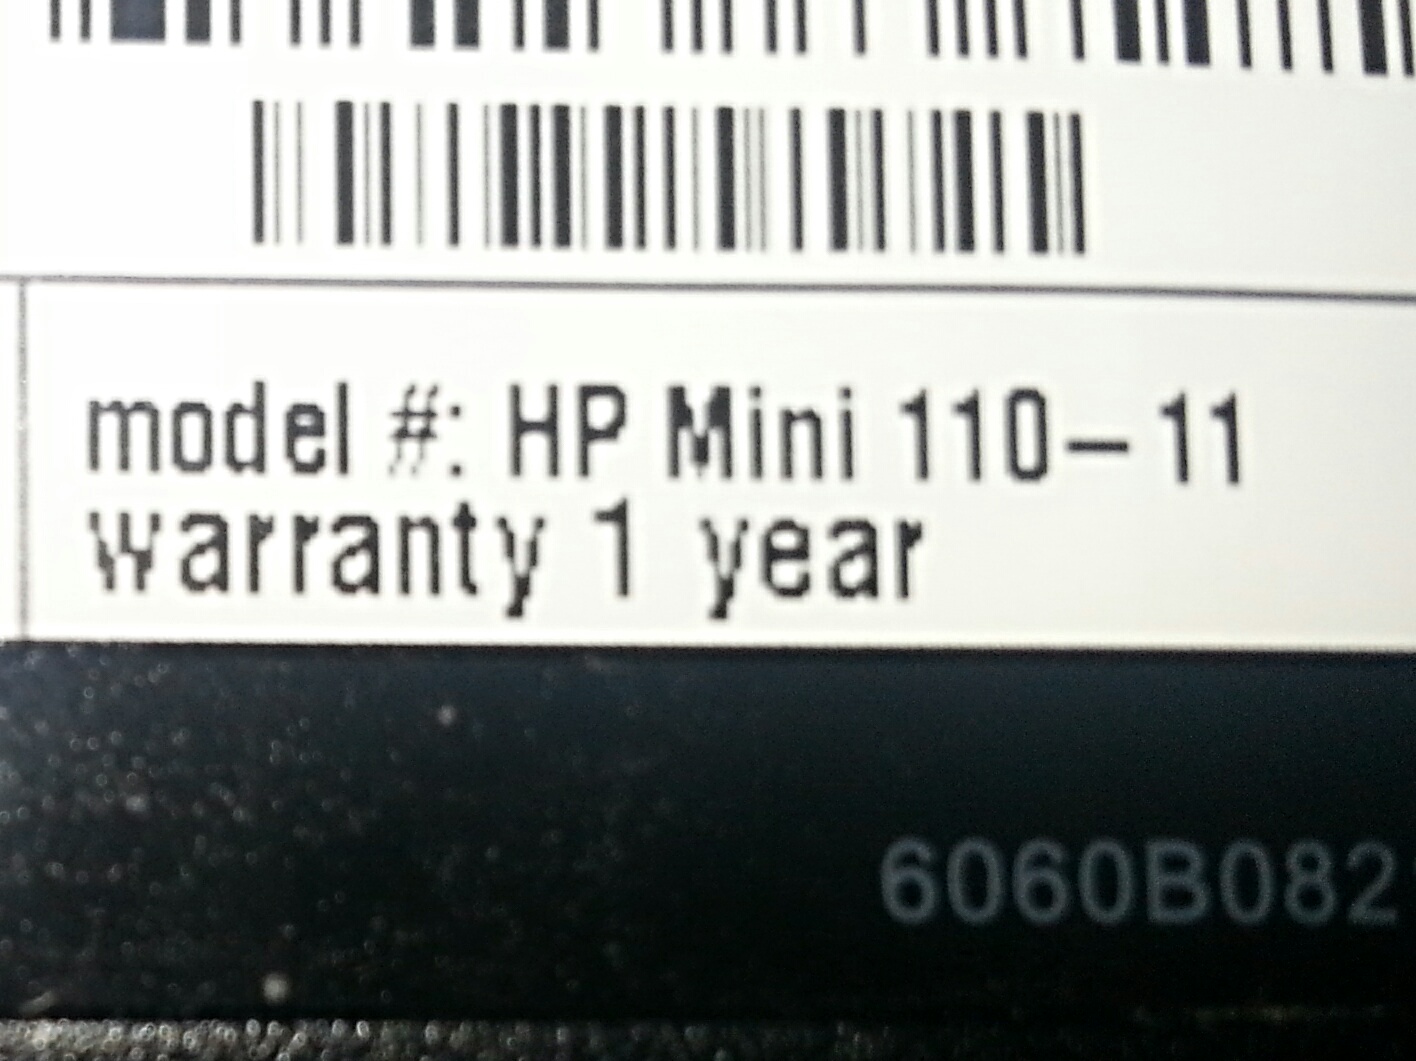 model #: HP Mini 110-11
warranty 1 year
6060B082